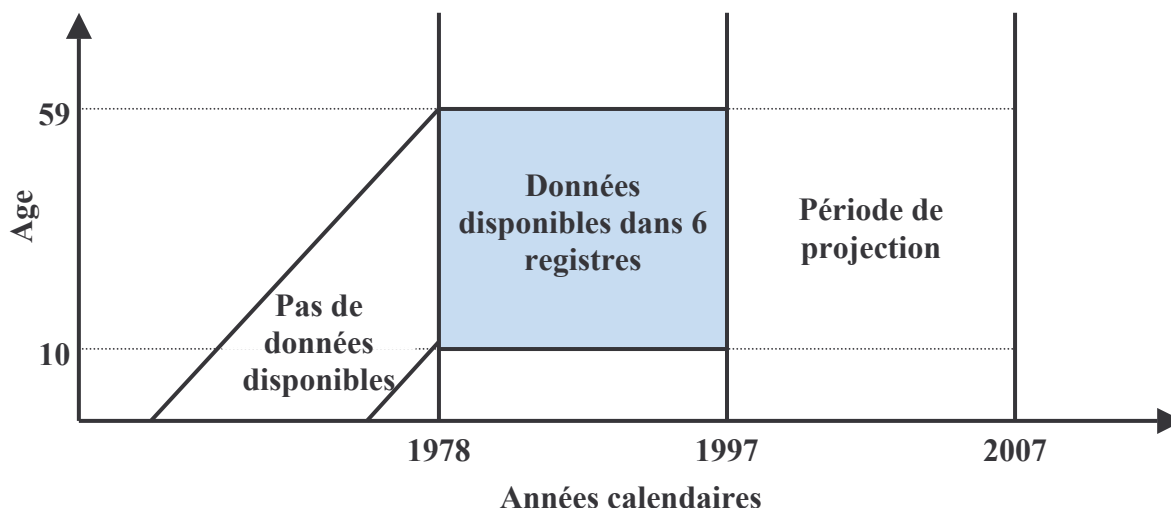 59
10
Age
Pas de
données
disponibles
Données
disponibles dans 6
registres
Période de
projection
1978
1997
2007
Années calendaires